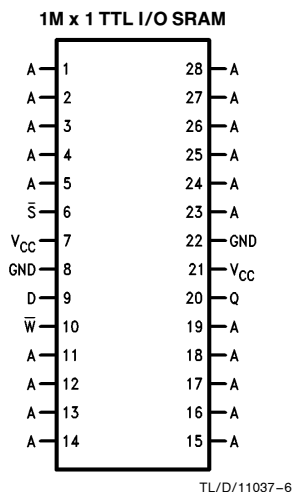 1M x 1 TTL I/O SRAM
A 1 28 A
A 2 27 A
A 3 26 A
A 4 25 A
A 5 24 A
S̅ 6 23 A
VCC 7 22 GND
GND 8 21 VCC
D 9 20 Q
W̅ 10 19 A
A 11 18 A
A 12 17 A
A 13 16 A
A 14 15 A
TL/D/11037–6